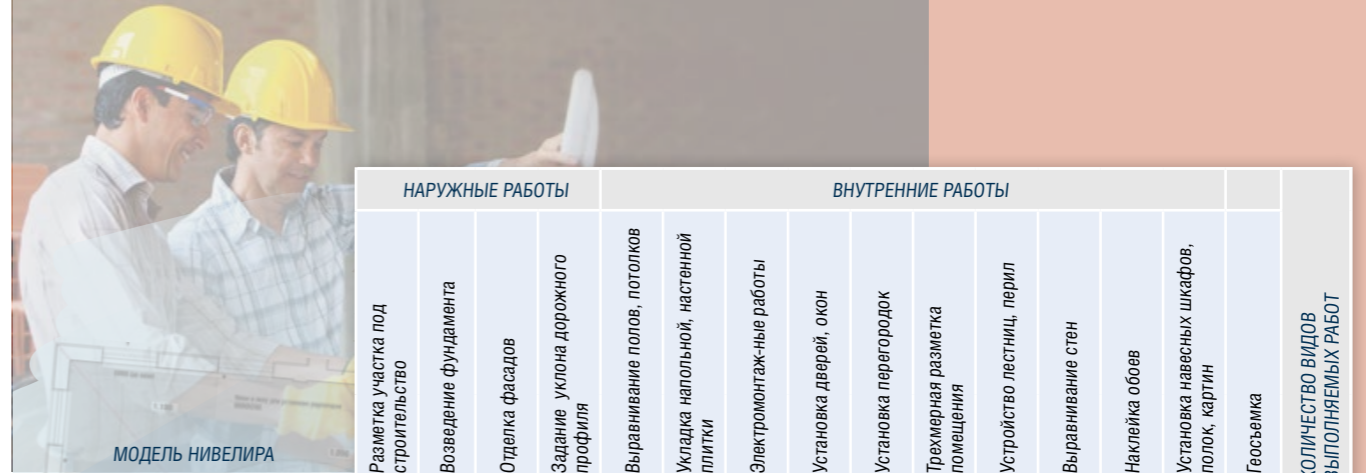 НАРУЖНЫЕ РАБОТЫ
ВНУТРЕННИЕ РАБОТЫ
МОДЕЛЬ НИВЕЛИРА
Разметка участка под
строительство
Возведение фундамента
Отделка фасадов
Задание уклона дорожного
профиля
Выравнивание полов, потолков
Укладка напольной, настенной
плитки
Электромонтаж-ные работы
Установка дверей, окон
Установка перегородок
Трехмерная разметка
помещения
Устройство лестниц, перил
Выравнивание стен
Наклейка обоев
Установка навесных шкафов,
полок, картин
Геосъемка
КОЛИЧЕСТВО ВИДОВ
ВЫПОЛНЯЕМЫХ РАБОТ